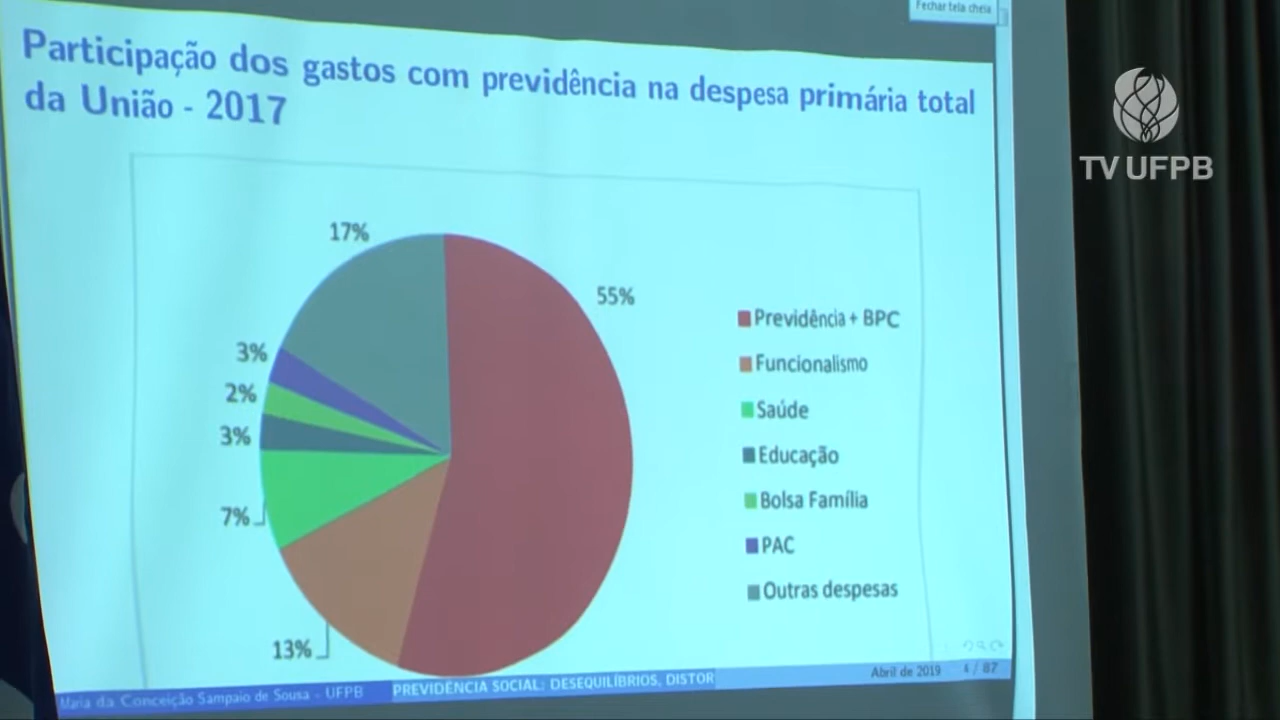 Fechar tela cheia
Participação dos gastos com previdência na despesa primária total
da União - 2017
TV UFPB
17%
55%
3%
2%
3%
7%
13%
Previdência + BPC
Funcionalismo
Saúde
Educação
Bolsa Família
PAC
Outras despesas
Maria da Conceição Sampaio de Sousa - UFPB
PREVIDÊNCIA SOCIAL: DESEQUILÍBRIOS, DISTOR
Abril de 2019
4 / 87